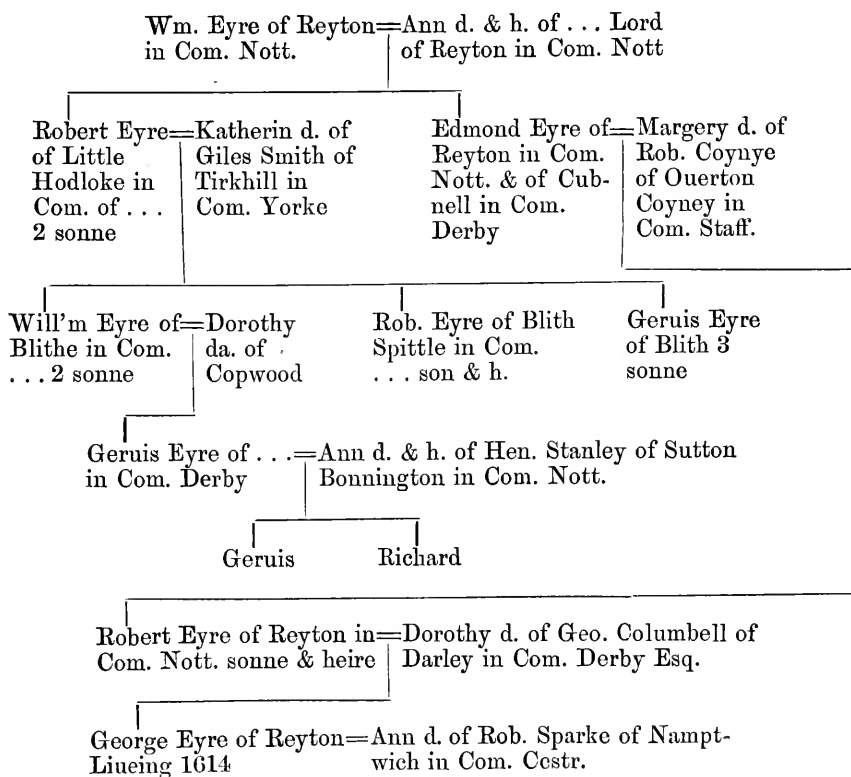 Wm. Eyre of Reyton=Ann d. & h. of ... Lord
in Com. Nott. of Reyton in Com. Nott
Robert Eyre=Katherin d. of
of Little Giles Smith of
Hodloke in Tirkhill in
Com. of ... Com. Yorke
2 sonne
Edmond Eyre of=Margery d. of
Reyton in Com. Rob. Coynye
Nott. & of Cub- of Ouerton
nell in Com. Coyney in
Derby Com. Staff.
Will'm Eyre of=Dorothy
Blithe in Com. da. of
... 2 sonne Copwood
Rob. Eyre of Blith
Spittle in Com.
... son & h.
Geruis Eyre
of Blith 3
sonne
Geruis Eyre of ...=Ann d. & h. of Hen. Stanley of Sutton
in Com. Derby Bonnington in Com. Nott.
Geruis Richard
Robert Eyre of Reyton in=Dorothy d. of Geo. Columbell of
Com. Nott. sonne & heire Darley in Com. Derby Esq.
George Eyre of Reyton=Ann d. of Rob. Sparke of Nampt-
Liueing 1614 wich in Com. Cestr.